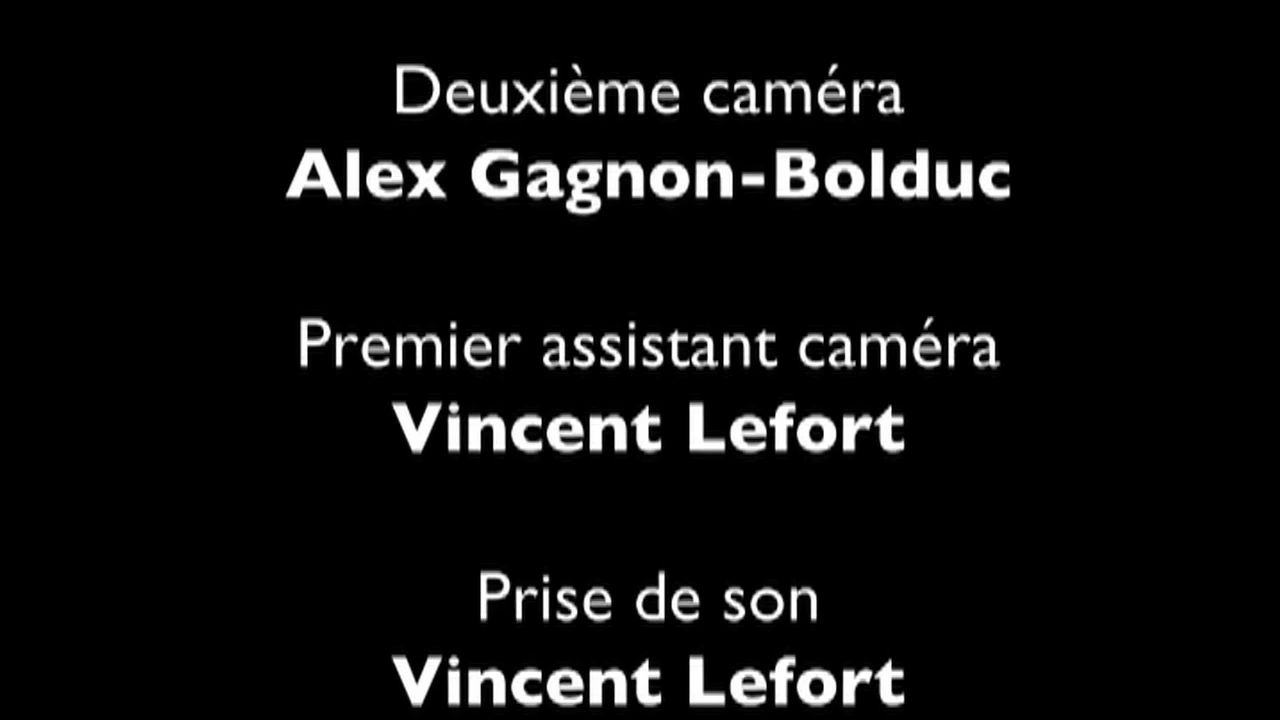 Deuxième caméra
Alex Gagnon-Bolduc
Premier assistant caméra
Vincent Lefort
Prise de son
Vincent Lefort